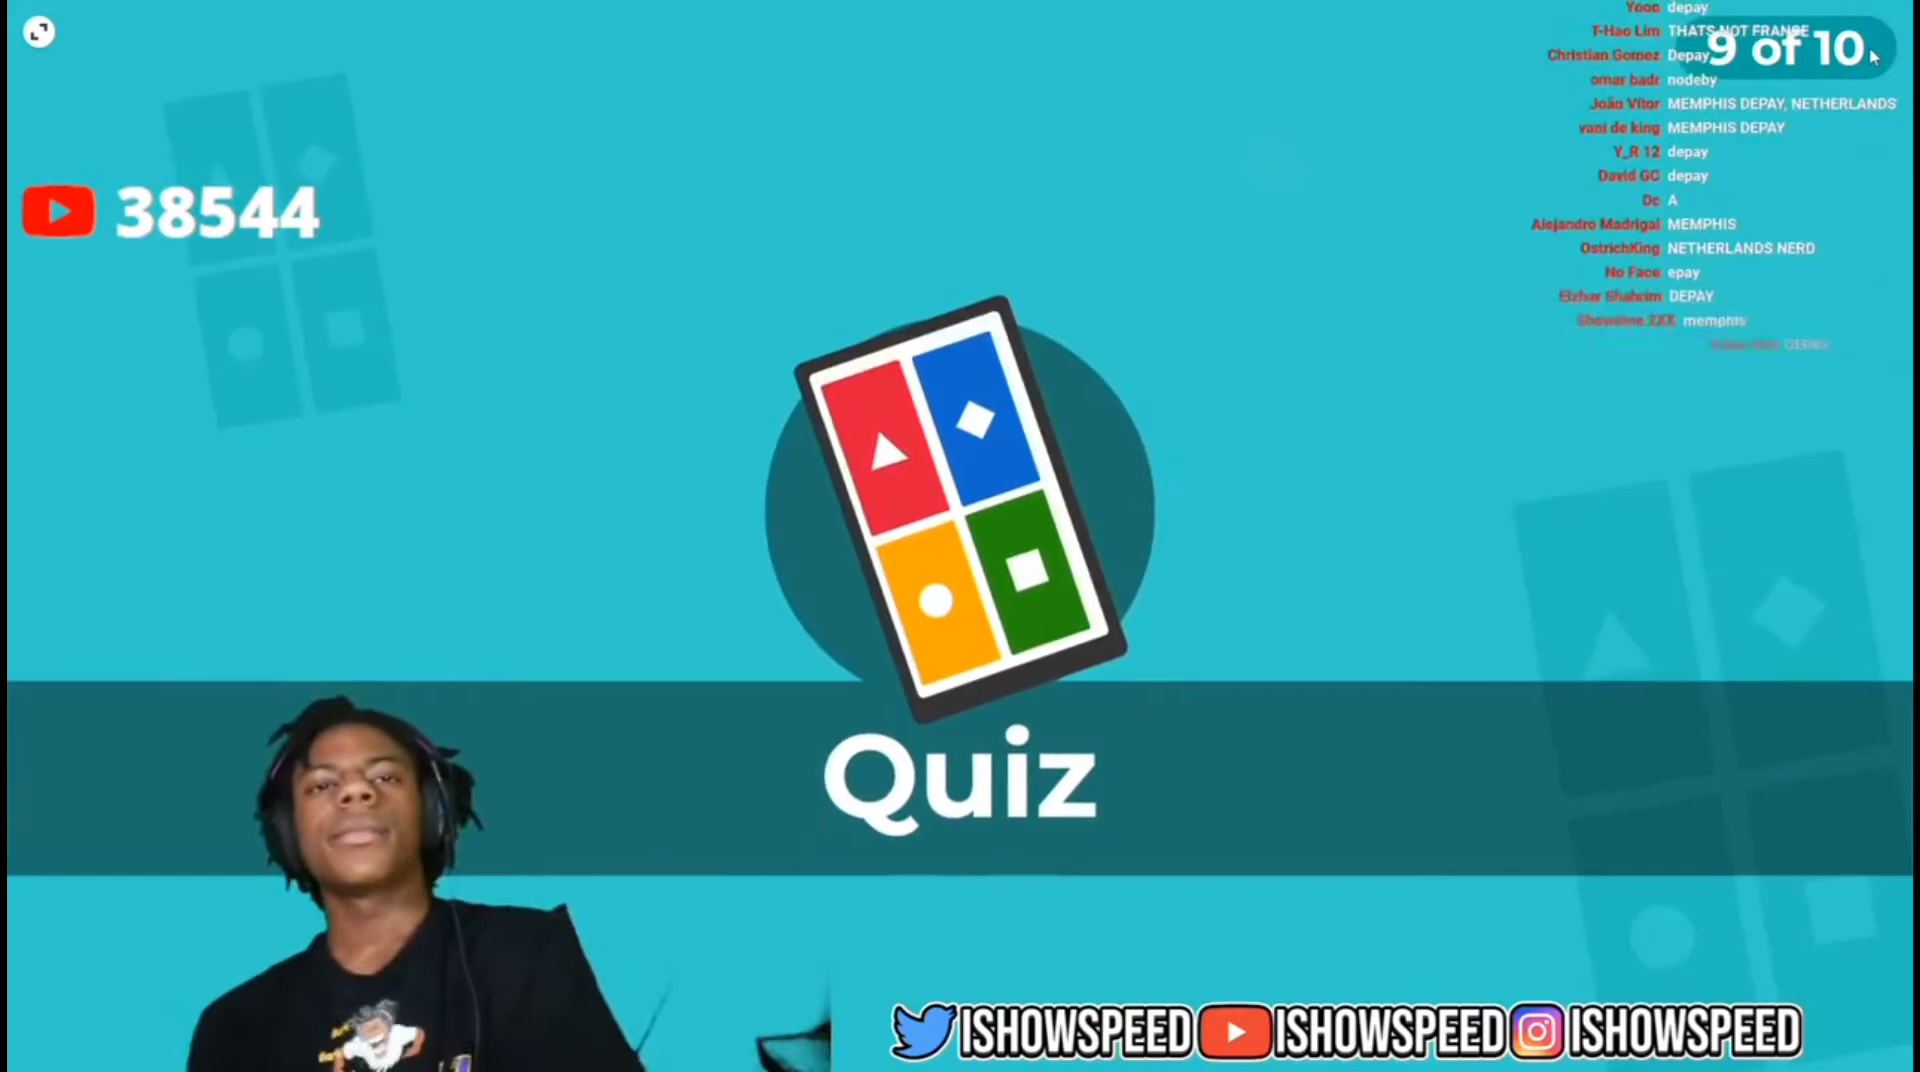 Yoon depay
T-Hao Lim THATS NOT FRANCE
9 of 10
Christian Gomez Depay
omar badr nodeby
João Vitor MEMPHIS DEPAY, NETHERLANDS
vani de king MEMPHIS DEPAY
Y_R 12 depay
David GC depay
Dc A
Alejandro Madrigal MEMPHIS
OstrichKing NETHERLANDS NERD
No Face epay
Elzhar Shahrim DEPAY
memphis
38544
Quiz
ISHOWSPEED ISHOWSPEED ISHOWSPEED